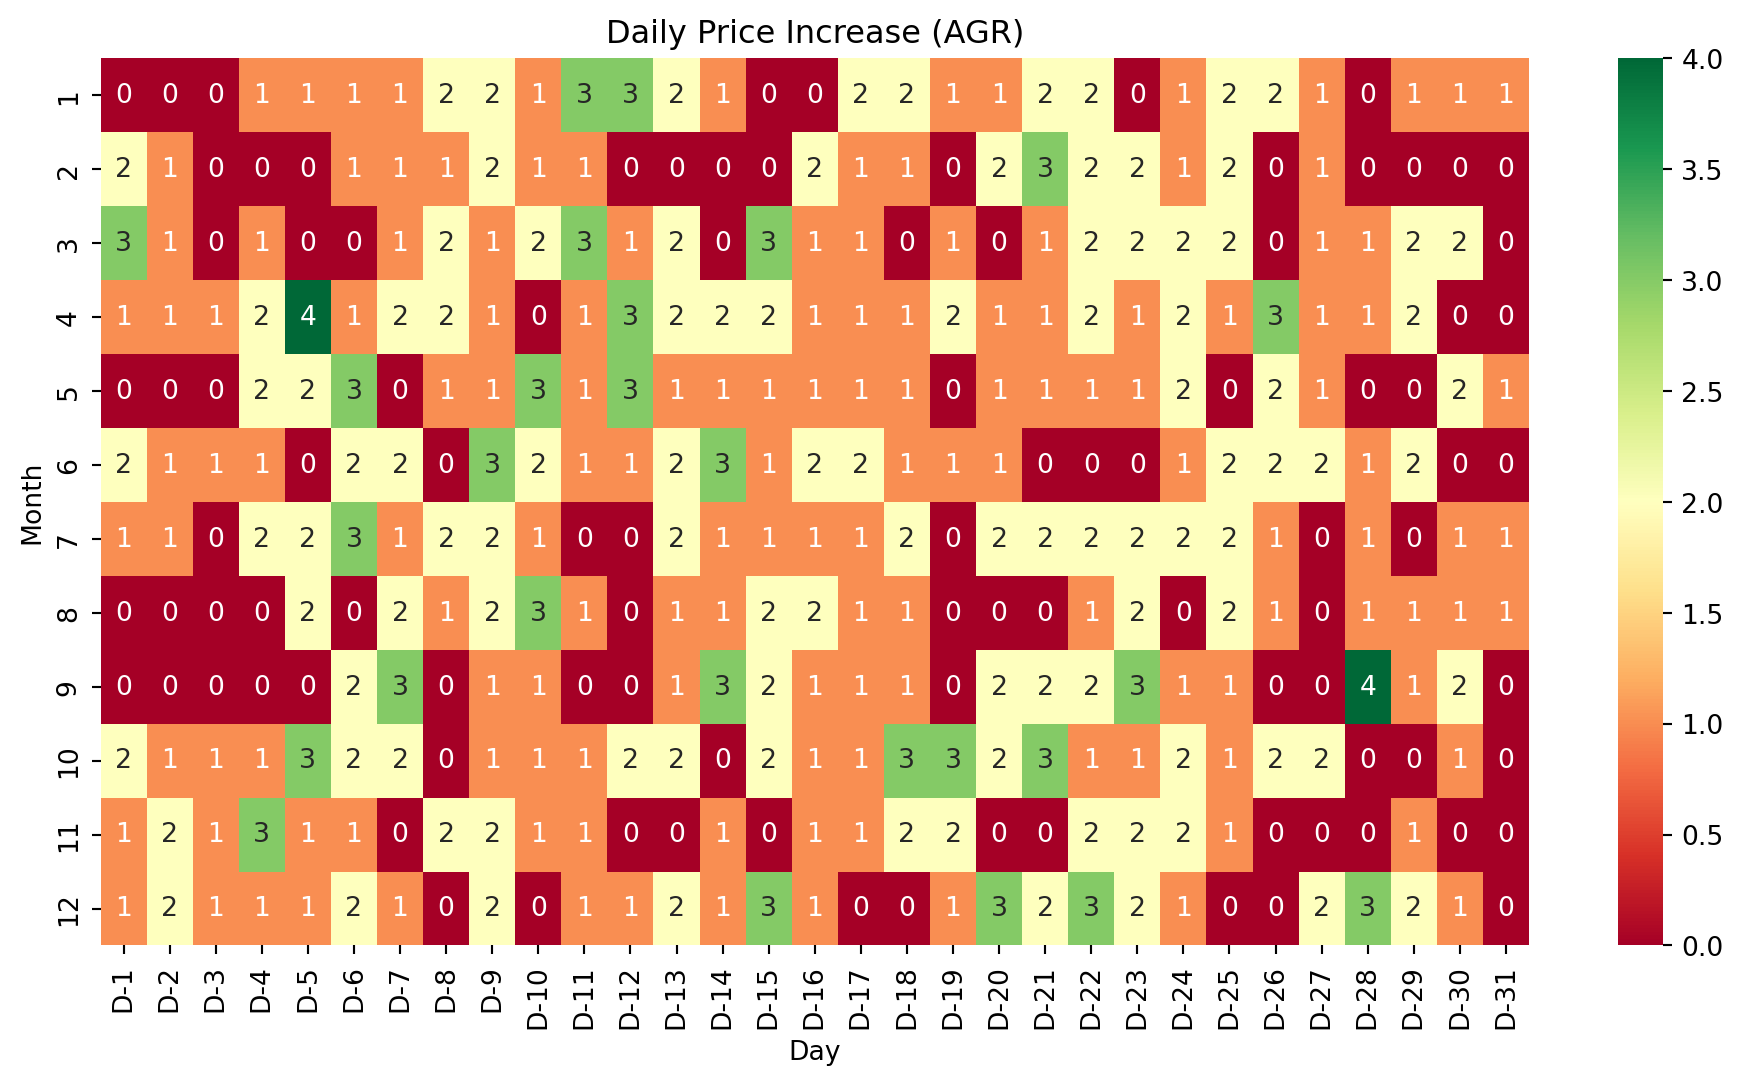 Daily Price Increase (AGR)
Month
1 0 0 0 1 1 1 1 2 2 1 3 3 2 1 0 0 2 2 1 1 2 2 0 1 2 2 1 0 1 1 1
2 2 1 0 0 0 1 1 1 2 1 1 0 0 0 0 2 1 1 0 2 3 2 2 1 2 0 1 0 0 0 0
3 3 1 0 1 0 0 1 2 1 2 3 1 2 0 3 1 1 0 1 0 1 2 2 2 2 0 1 1 2 2 0
4 1 1 1 2 4 1 2 2 1 0 1 3 2 2 2 1 1 1 2 1 1 2 1 2 1 3 1 1 2 0 0
5 0 0 0 2 2 3 0 1 1 3 1 3 1 1 1 1 1 1 0 1 1 1 1 2 0 2 1 0 0 2 1
6 2 1 1 1 0 2 2 0 3 2 1 1 2 3 1 2 2 1 1 1 0 0 0 1 2 2 2 1 2 0 0
7 1 1 0 2 2 3 1 2 2 1 0 0 2 1 1 1 1 2 0 2 2 2 2 2 2 1 0 1 0 1 1
8 0 0 0 0 2 0 2 1 2 3 1 0 1 1 2 2 1 1 0 0 0 1 2 0 2 1 0 1 1 1 1
9 0 0 0 0 0 2 3 0 1 1 0 0 1 3 2 1 1 1 0 2 2 2 3 1 1 0 0 4 1 2 0
10 2 1 1 1 3 2 2 0 1 1 1 2 2 0 2 1 1 3 3 2 3 1 1 2 1 2 2 0 0 1 0
11 1 2 1 3 1 1 0 2 2 1 1 0 0 1 0 1 1 2 2 0 0 2 2 2 1 0 0 0 1 0 0
12 1 2 1 1 1 2 1 0 2 0 1 1 2 1 3 1 0 0 1 3 2 3 2 1 0 0 2 3 2 1 0
D-1 D-2 D-3 D-4 D-5 D-6 D-7 D-8 D-9 D-10 D-11 D-12 D-13 D-14 D-15 D-16 D-17 D-18 D-19 D-20 D-21 D-22 D-23 D-24 D-25 D-26 D-27 D-28 D-29 D-30 D-31
Day
4.0
3.5
3.0
2.5
2.0
1.5
1.0
0.5
0.0